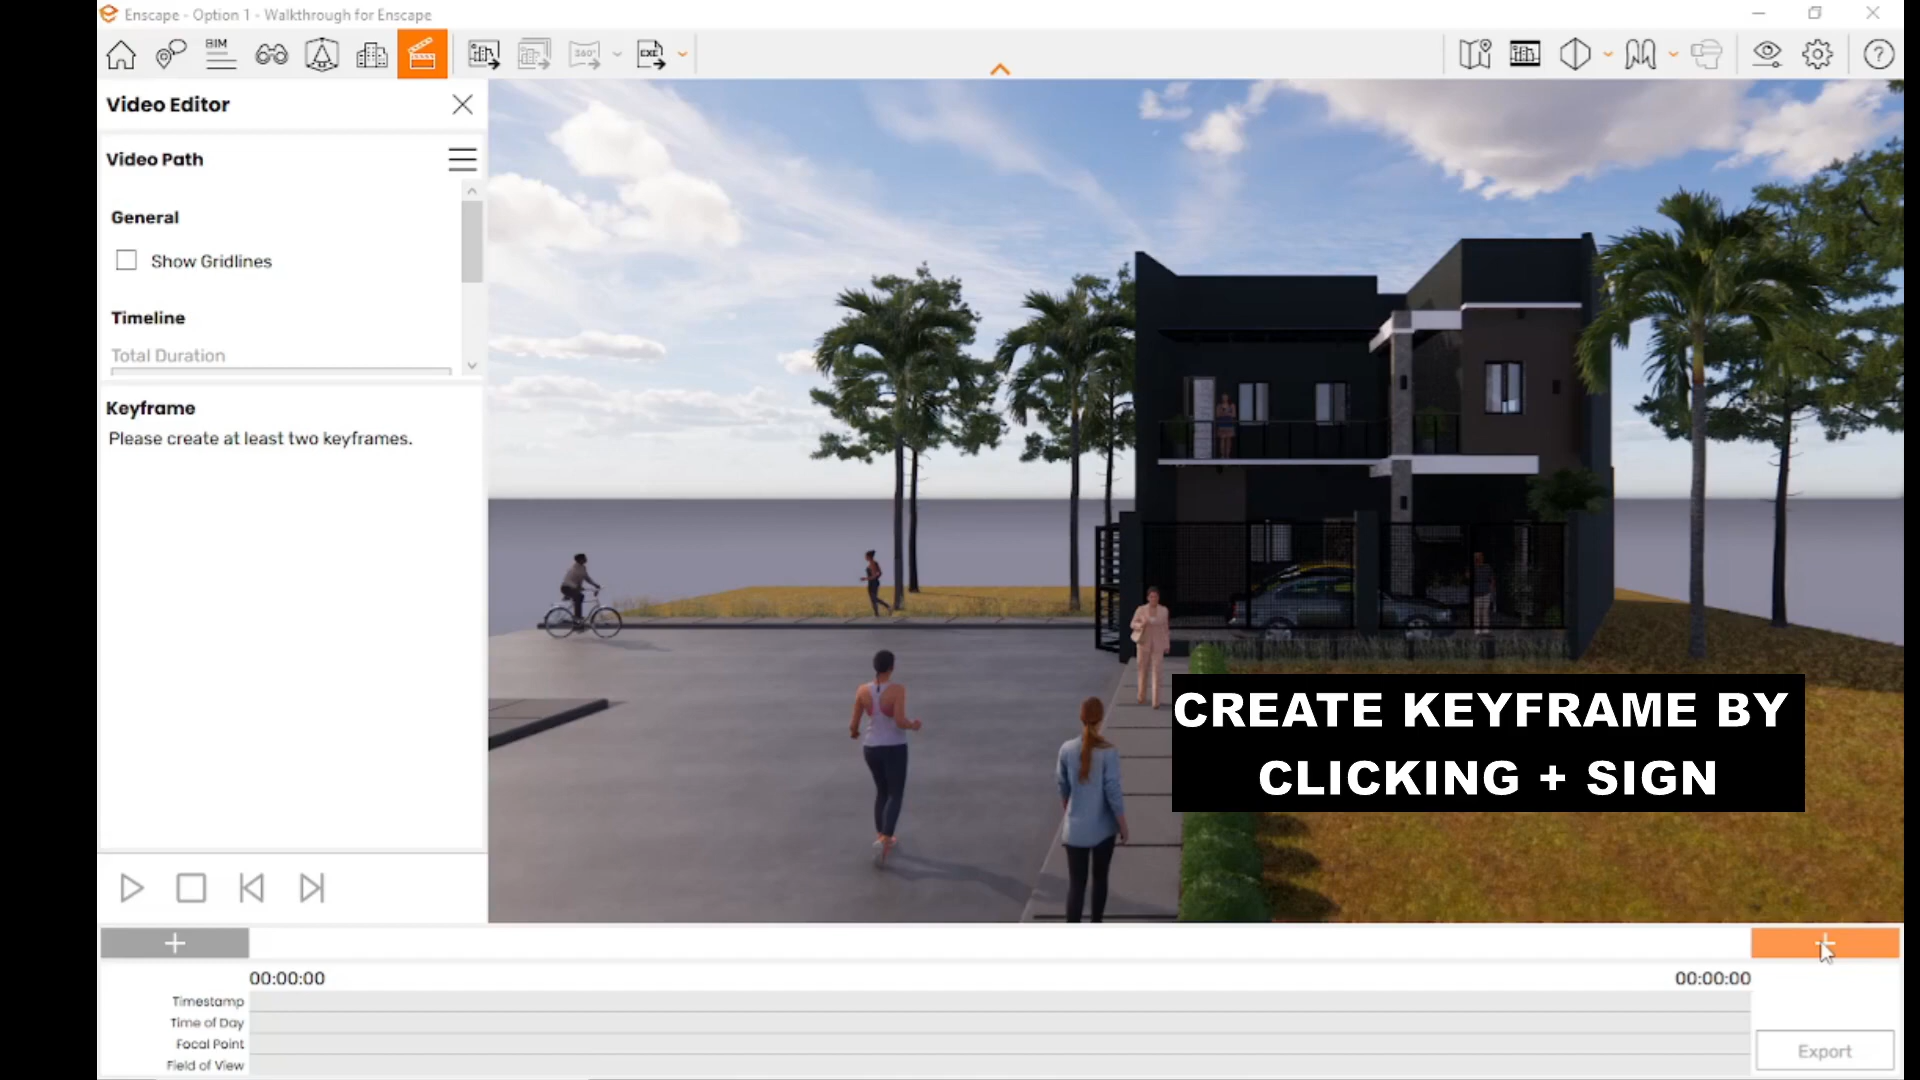 Enscape - Option 1 - Walkthrough for Enscape
BIM
360°
EXE
?
Video Editor
Video Path
General
Show Gridlines
Timeline
Total Duration
Keyframe
Please create at least two keyframes.
CREATE KEYFRAME BY
CLICKING + SIGN
00:00:00
00:00:00
Timestamp
Time of Day
Focal Point
Field of View
Export